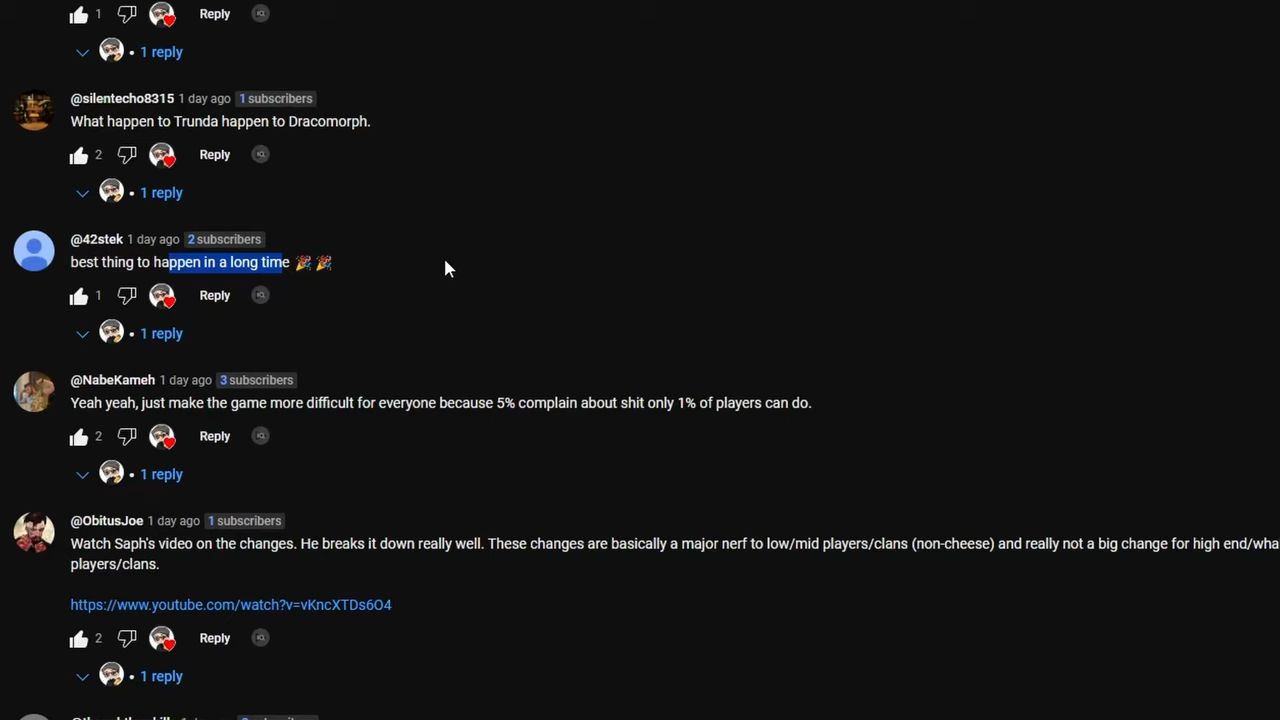 1 Reply
• 1 reply
@silentecho8315 1 day ago 1 subscribers
What happen to Trunda happen to Dracomorph.
2 Reply
• 1 reply
@42stek 1 day ago 2 subscribers
best thing to happen in a long time 🎉🎉
1 Reply
• 1 reply
@NabeKameh 1 day ago 3 subscribers
Yeah yeah, just make the game more difficult for everyone because 5% complain about shit only 1% of players can do.
2 Reply
• 1 reply
@ObitusJoe 1 day ago 1 subscribers
Watch Saph's video on the changes. He breaks it down really well. These changes are basically a major nerf to low/mid players/clans (non-cheese) and really not a big change for high end/wha
players/clans.
https://www.youtube.com/watch?v=vKncXTDs6O4
2 Reply
• 1 reply